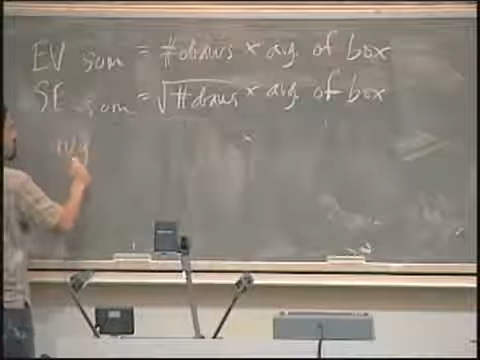 EV sum = # draws × avg. of box
SE sum = √# draws × avg. of box